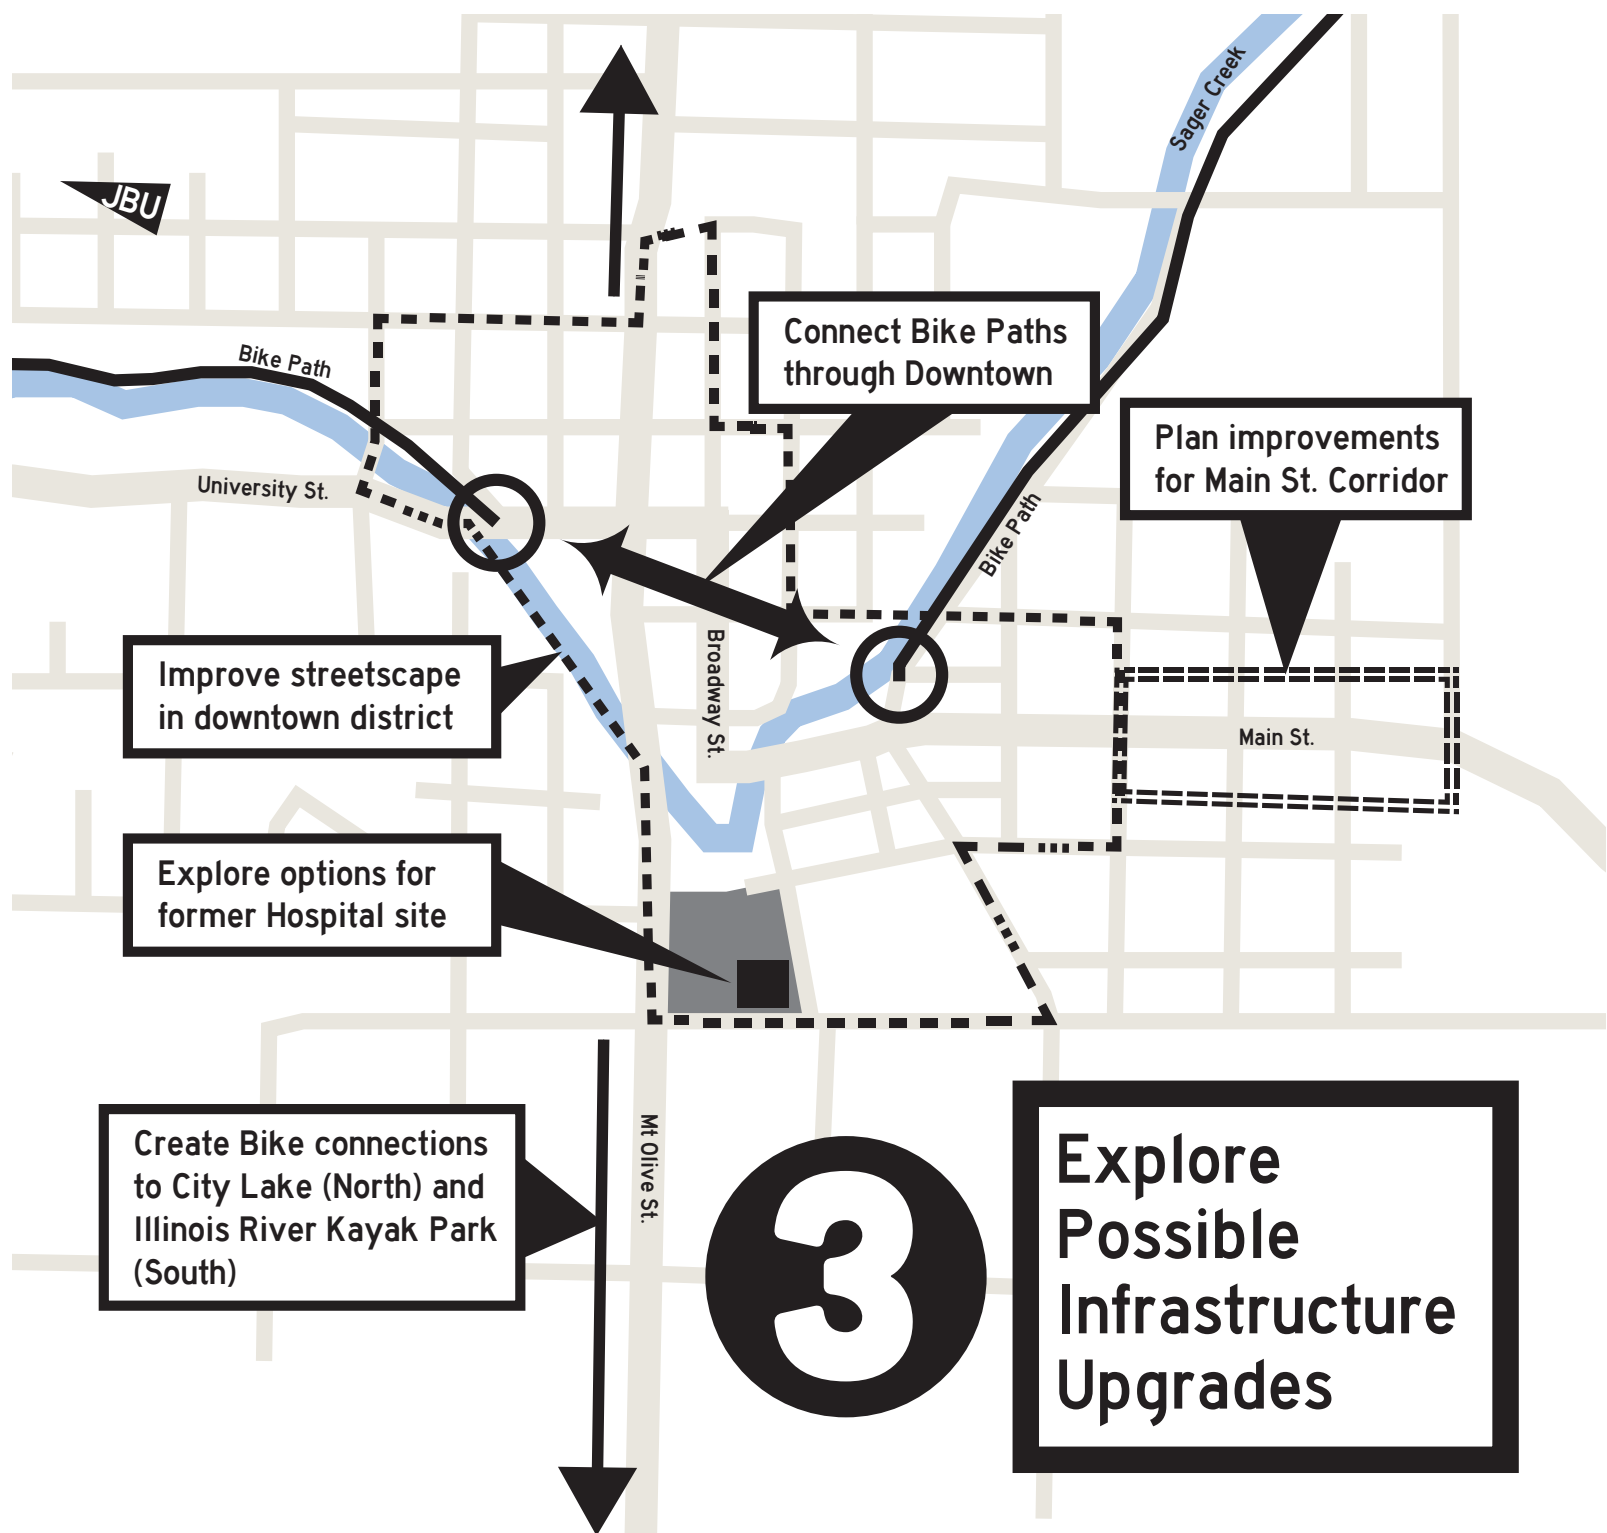 Sager Creek
JBU
Connect Bike Paths
through Downtown
Bike Path
Plan improvements
for Main St. Corridor
University St.
Bike Path
Improve streetscape
in downtown district
Broadway St.
Main St.
Explore options for
former Hospital site
Create Bike connections
to City Lake (North) and
Illinois River Kayak Park
(South)
Mt Olive St.
3
Explore
Possible
Infrastructure
Upgrades